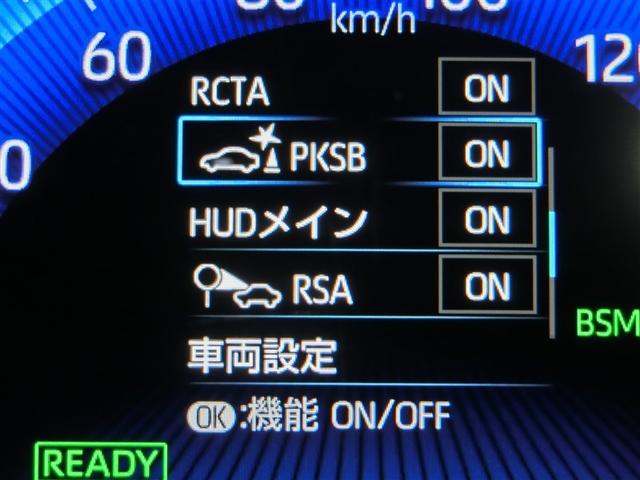 km/h
60
RCTA ON
PKSB ON
HUDメイン ON
RSA ON
BSM
車両設定
OK:機能 ON/OFF
READY